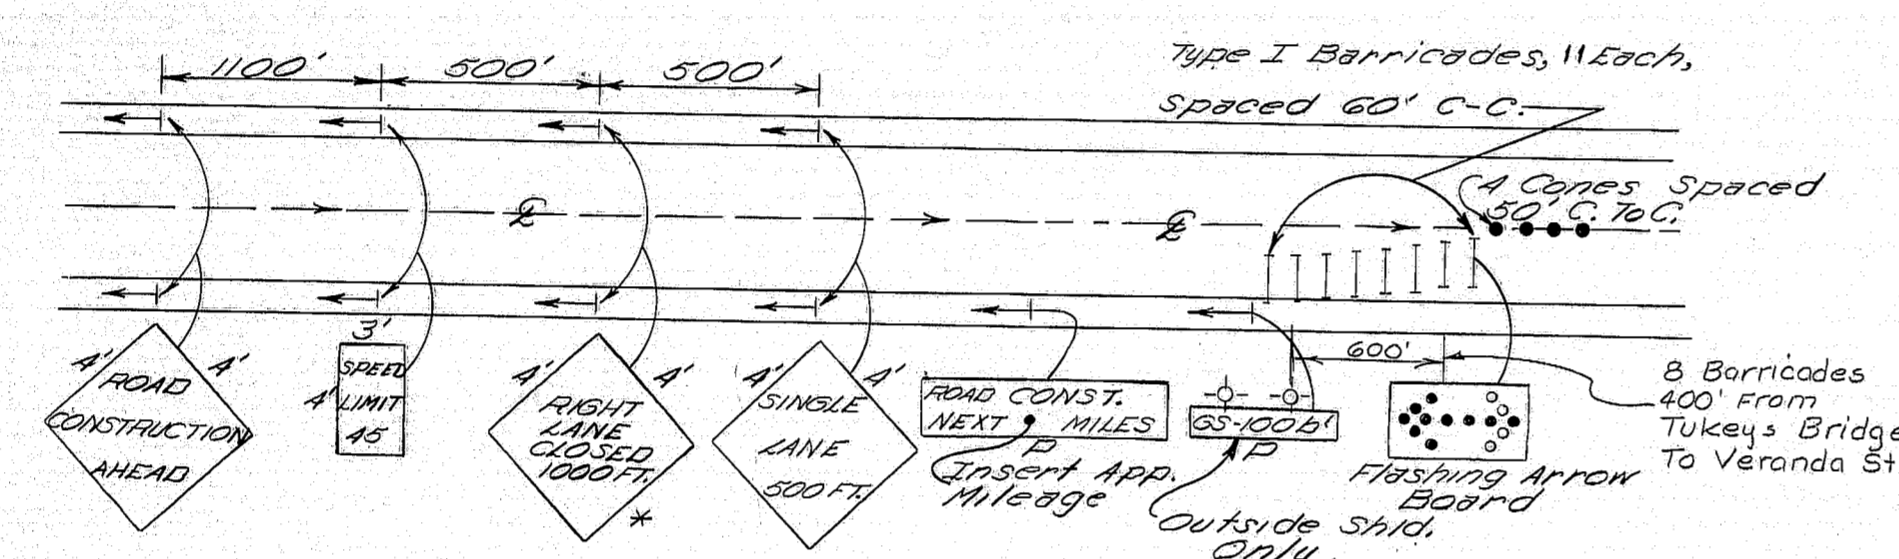 1100'
500'
500'
Type I Barricades, 11 Each,
Spaced 60' C-C.
4 Cones Spaced
50' C. To C.
℄
℄
4' 4'
ROAD
CONSTRUCTION
AHEAD
3'
4'
SPEED
LIMIT
45
4' 4'
RIGHT
LANE
CLOSED
1000 FT.
*
4' 4'
SINGLE
LANE
500 FT.
ROAD CONST.
NEXT MILES
P
Insert App.
Mileage
GS-100b'
P
Outside Shld.
Only.
600'
Flashing Arrow
Board
8 Barricades
400' From
Tukeys Bridge
To Veranda St